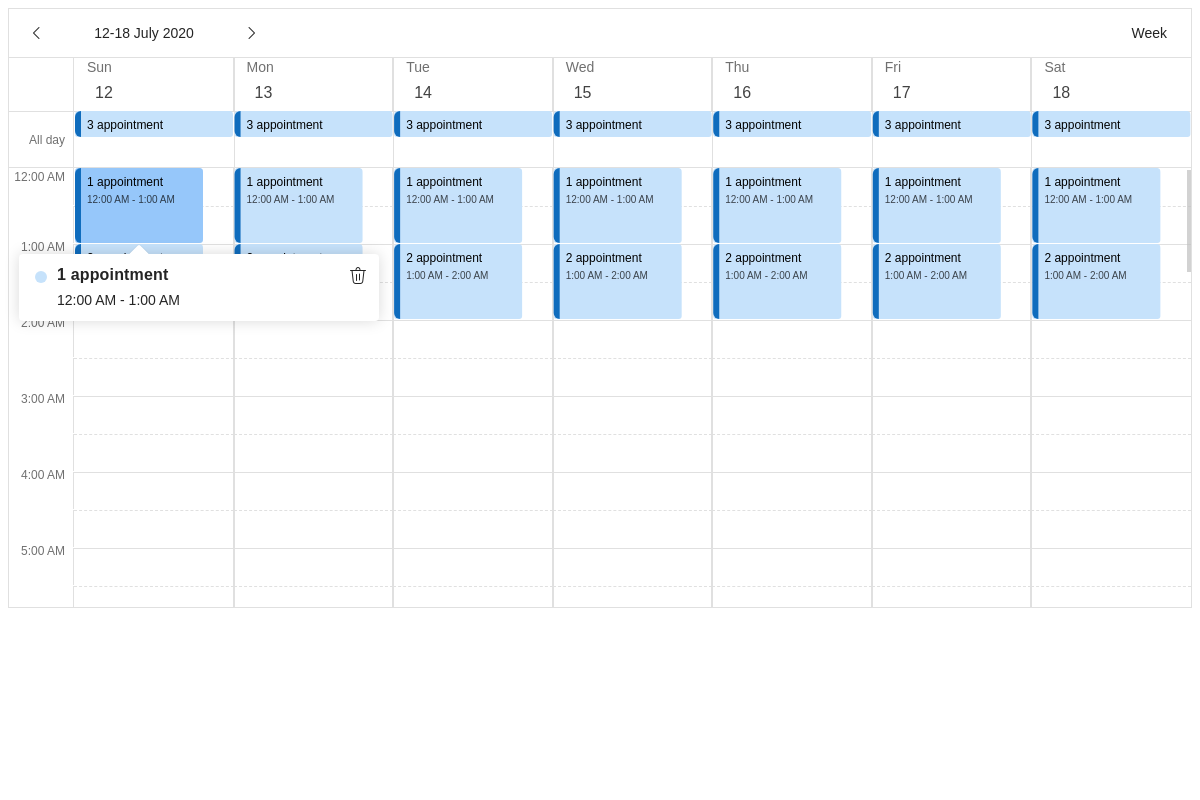 12-18 July 2020
Week
Sun Mon Tue Wed Thu Fri Sat
12 13 14 15 16 17 18
All day
3 appointment 3 appointment 3 appointment 3 appointment 3 appointment 3 appointment 3 appointment
12:00 AM
1 appointment 1 appointment 1 appointment 1 appointment 1 appointment 1 appointment 1 appointment
12:00 AM - 1:00 AM 12:00 AM - 1:00 AM 12:00 AM - 1:00 AM 12:00 AM - 1:00 AM 12:00 AM - 1:00 AM 12:00 AM - 1:00 AM 12:00 AM - 1:00 AM
1:00 AM
2 appointment 2 appointment 2 appointment 2 appointment 2 appointment
1:00 AM - 2:00 AM 1:00 AM - 2:00 AM 1:00 AM - 2:00 AM 1:00 AM - 2:00 AM 1:00 AM - 2:00 AM
1 appointment
12:00 AM - 1:00 AM
2:00 AM
3:00 AM
4:00 AM
5:00 AM